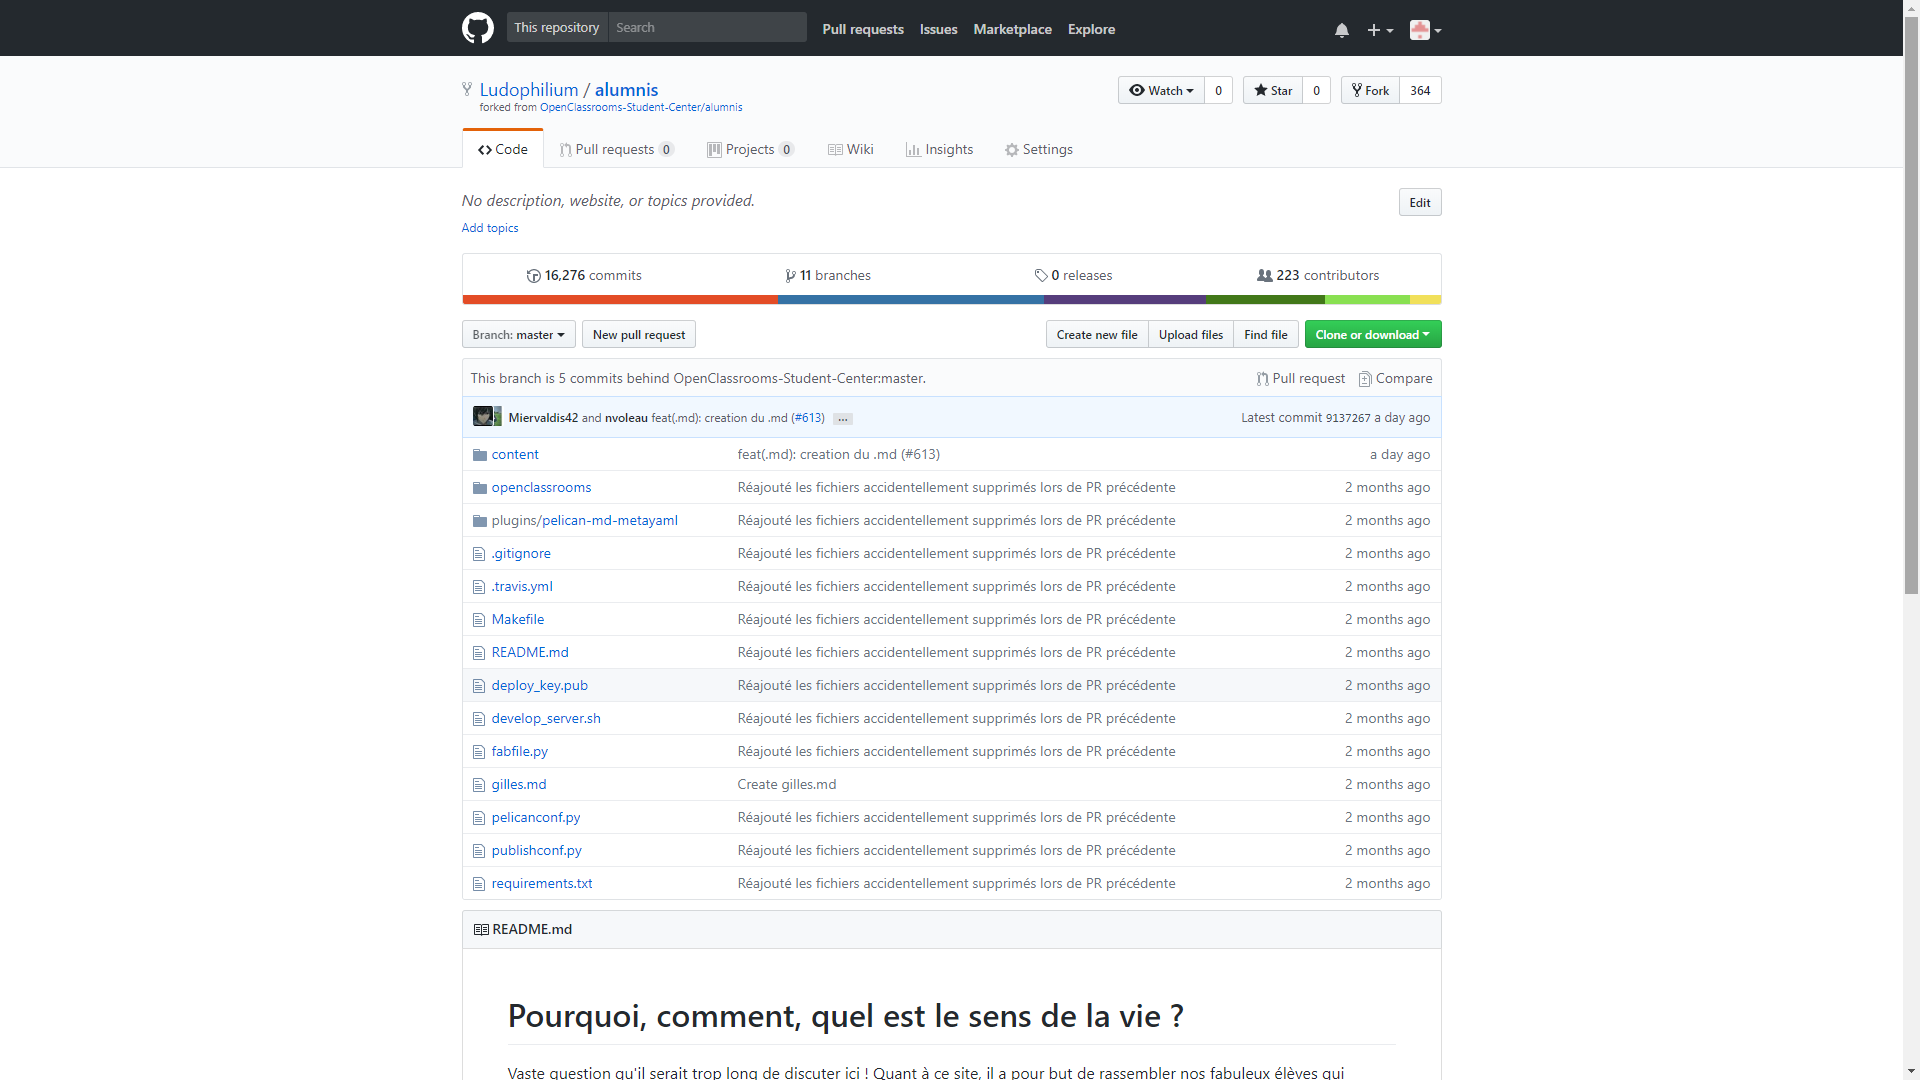 This repository Search Pull requests Issues Marketplace Explore
Ludophilium / alumnis
Watch 0 Star 0 Fork 364
forked from OpenClassrooms-Student-Center/alumnis
Code Pull requests 0 Projects 0 Wiki Insights Settings
No description, website, or topics provided. Edit
Add topics
16,276 commits 11 branches 0 releases 223 contributors
Branch: master New pull request Create new file Upload files Find file Clone or download
This branch is 5 commits behind OpenClassrooms-Student-Center:master. Pull request Compare
Miervaldis42 and nvoleau feat(.md): creation du .md (#613) … Latest commit 9137267 a day ago
content feat(.md): creation du .md (#613) a day ago
openclassrooms Réajouté les fichiers accidentellement supprimés lors de PR précédente 2 months ago
plugins/pelican-md-metayaml Réajouté les fichiers accidentellement supprimés lors de PR précédente 2 months ago
.gitignore Réajouté les fichiers accidentellement supprimés lors de PR précédente 2 months ago
.travis.yml Réajouté les fichiers accidentellement supprimés lors de PR précédente 2 months ago
Makefile Réajouté les fichiers accidentellement supprimés lors de PR précédente 2 months ago
README.md Réajouté les fichiers accidentellement supprimés lors de PR précédente 2 months ago
deploy_key.pub Réajouté les fichiers accidentellement supprimés lors de PR précédente 2 months ago
develop_server.sh Réajouté les fichiers accidentellement supprimés lors de PR précédente 2 months ago
fabfile.py Réajouté les fichiers accidentellement supprimés lors de PR précédente 2 months ago
gilles.md Create gilles.md 2 months ago
pelicanconf.py Réajouté les fichiers accidentellement supprimés lors de PR précédente 2 months ago
publishconf.py Réajouté les fichiers accidentellement supprimés lors de PR précédente 2 months ago
requirements.txt Réajouté les fichiers accidentellement supprimés lors de PR précédente 2 months ago
README.md
Pourquoi, comment, quel est le sens de la vie ?
Vaste question qu'il serait trop long de discuter ici ! Quant à ce site, il a pour but de rassembler nos fabuleux élèves qui